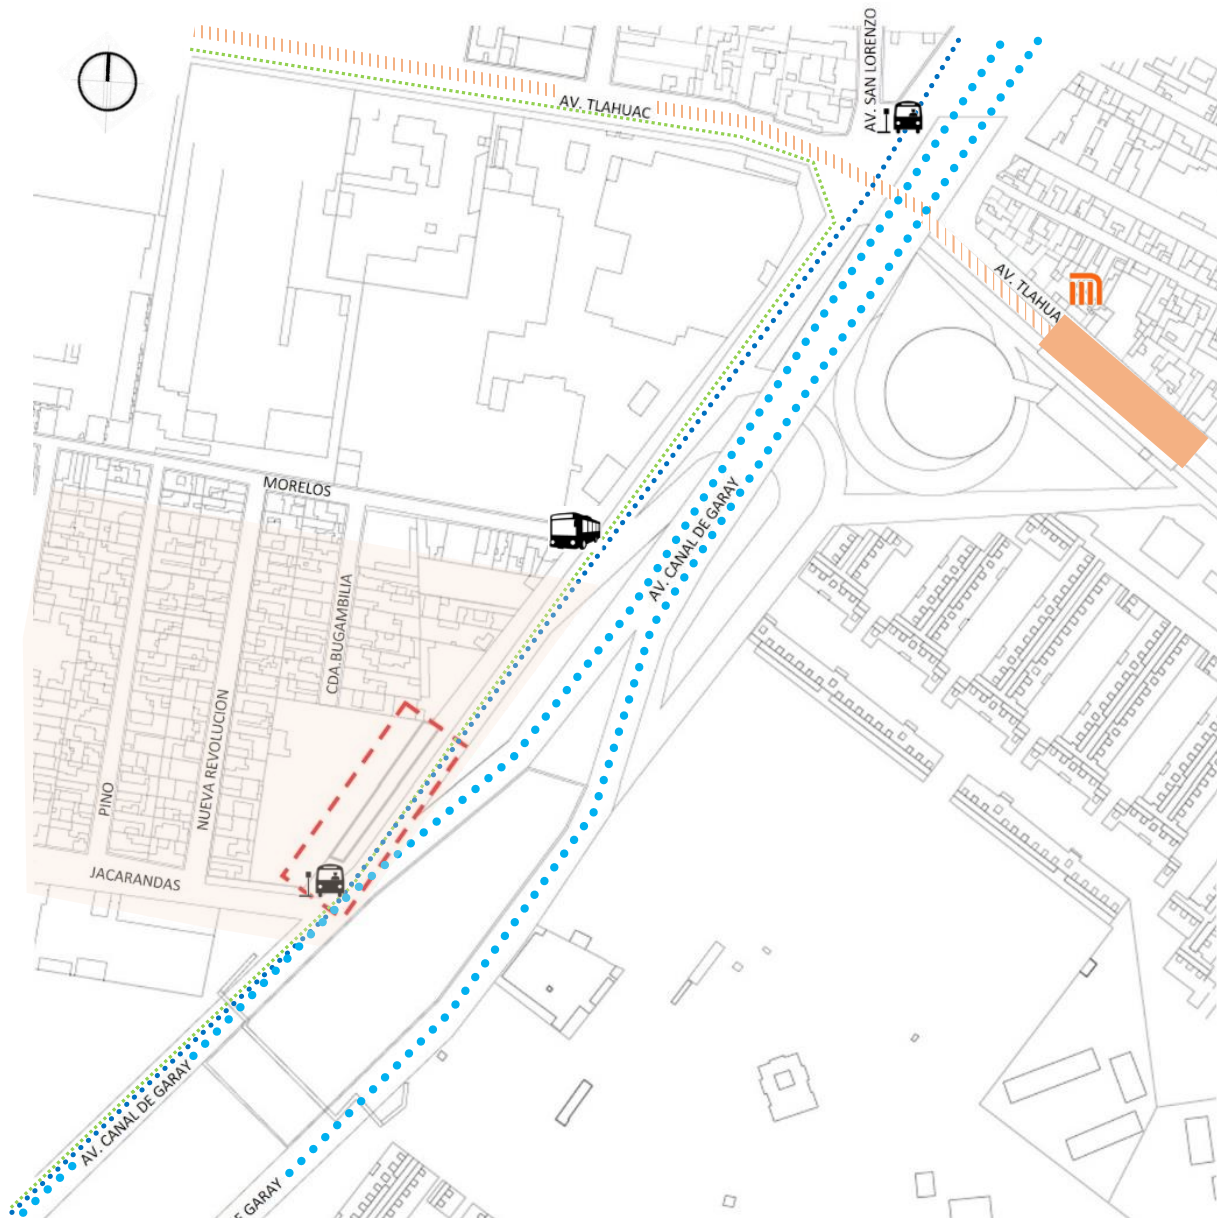 AV. SAN LORENZO
AV. TLAHUAC
AV. TLAHUA
MORELOS
AV. CANAL DE GARAY
CDA.BUGAMBILIA
NUEVA REVOLUCION
PINO
JACARANDAS
AV. CANAL DE GARAY
E GARAY